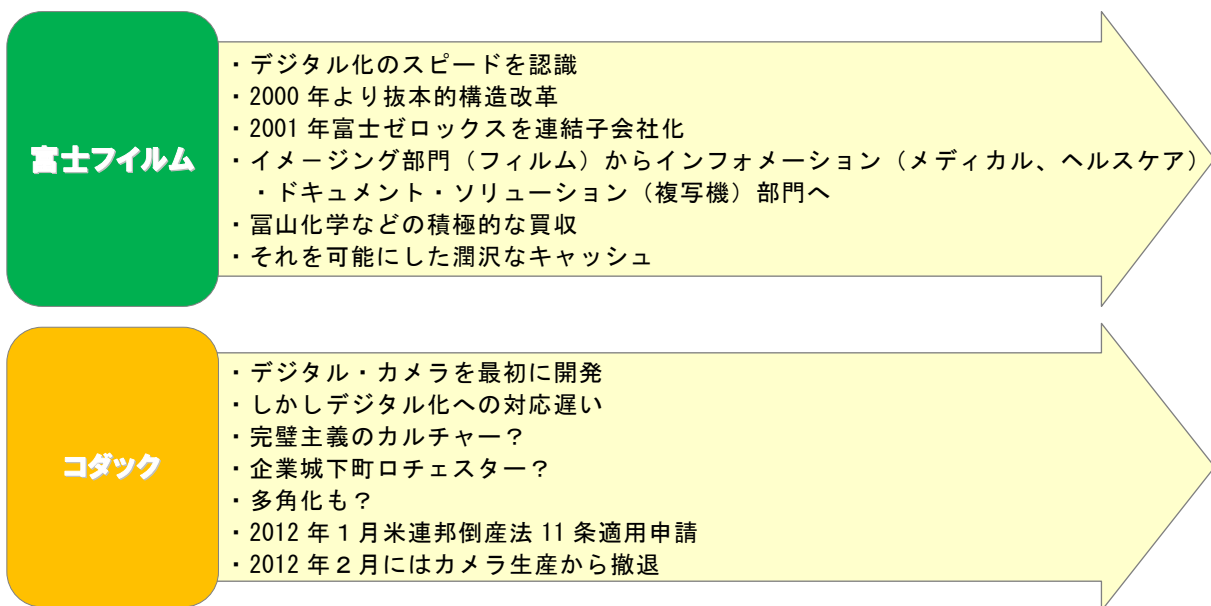 富士フイルム
・デジタル化のスピードを認識
・2000 年より抜本的構造改革
・2001 年富士ゼロックスを連結子会社化
・イメージング部門（フィルム）からインフォメーション（メディカル、ヘルスケア）
・ドキュメント・ソリューション（複写機）部門へ
・冨山化学などの積極的な買収
・それを可能にした潤沢なキャッシュ
コダック
・デジタル・カメラを最初に開発
・しかしデジタル化への対応遅い
・完璧主義のカルチャー？
・企業城下町ロチェスター？
・多角化も？
・2012 年１月米連邦倒産法 11 条適用申請
・2012 年２月にはカメラ生産から撤退